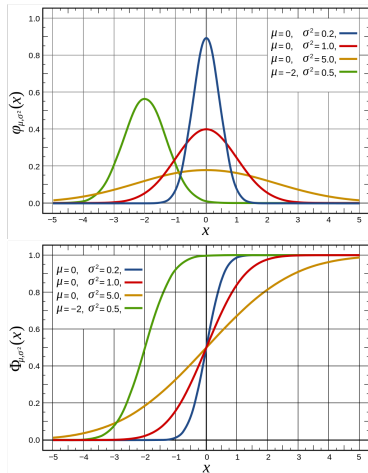 1.0
0.8
0.6
0.4
0.2
0.0
φμ,σ²(x)
μ=0, σ²=0.2,
μ=0, σ²=1.0,
μ=0, σ²=5.0,
μ=−2, σ²=0.5,
−5 −4 −3 −2 −1 0 1 2 3 4 5
x
1.0
0.8
0.6
0.4
0.2
0.0
Φμ,σ²(x)
μ=0, σ²=0.2,
μ=0, σ²=1.0,
μ=0, σ²=5.0,
μ=−2, σ²=0.5,
−5 −4 −3 −2 −1 0 1 2 3 4 5
x